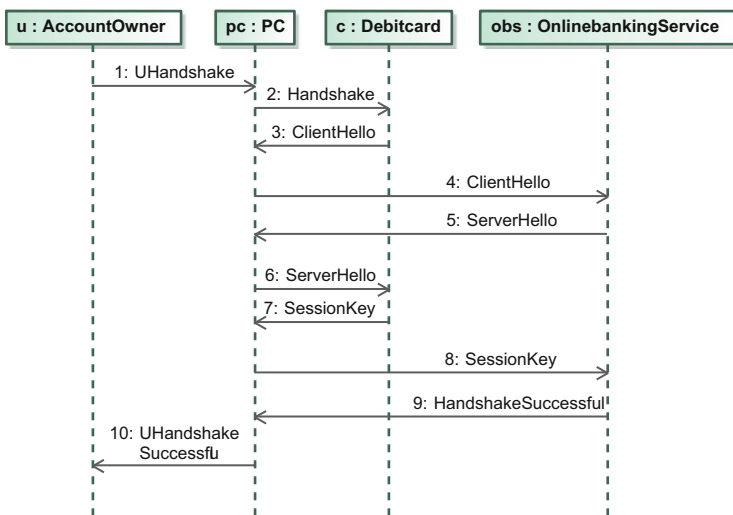 u : AccountOwner
pc : PC
c : Debitcard
obs : OnlinebankingService
1: UHandshake
2: Handshake
3: ClientHello
4: ClientHello
5: ServerHello
6: ServerHello
7: SessionKey
8: SessionKey
9: HandshakeSuccessful
10: UHandshake
Successful